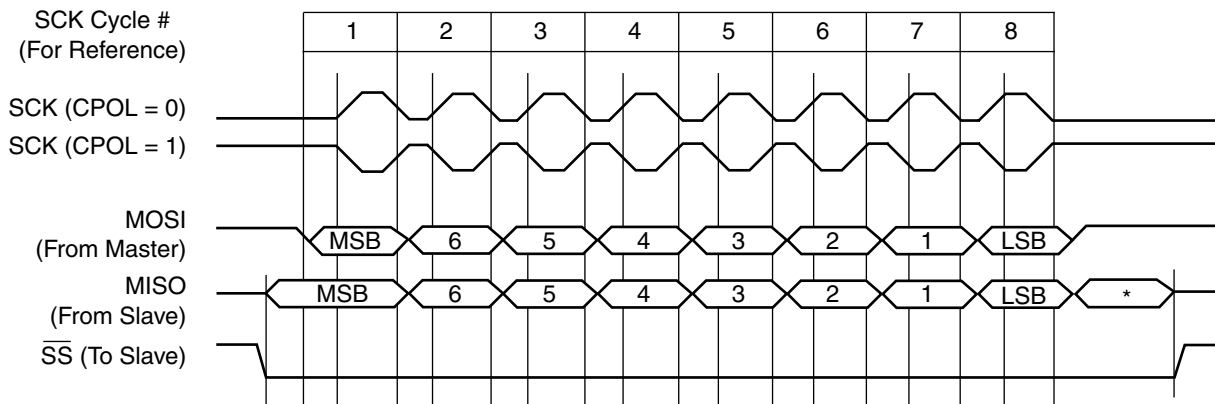 SCK Cycle #
(For Reference)
1 2 3 4 5 6 7 8
SCK (CPOL = 0)
SCK (CPOL = 1)
MOSI
(From Master)
MSB 6 5 4 3 2 1 LSB
MISO
(From Slave)
MSB 6 5 4 3 2 1 LSB *
S̅S̅ (To Slave)